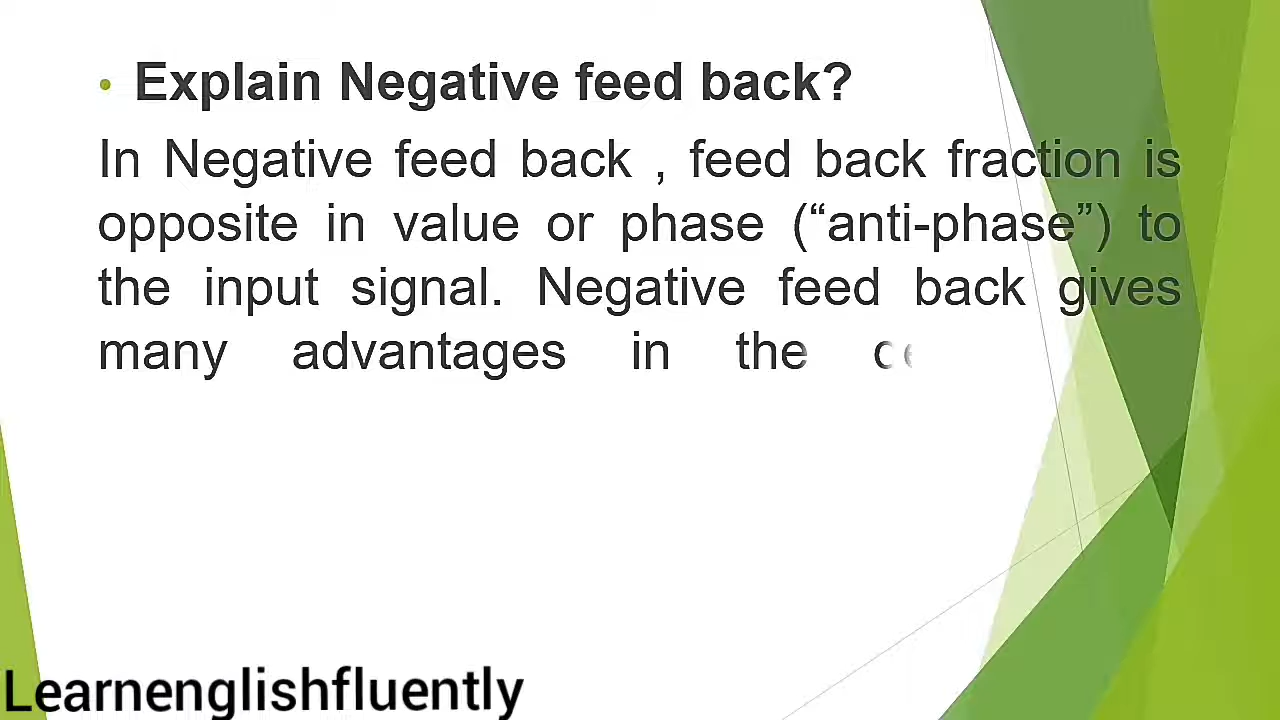 • Explain Negative feed back?
In Negative feed back , feed back fraction is
opposite in value or phase (“anti-phase”) to
the input signal. Negative feed back gives
many advantages in the
Learnenglishfluently